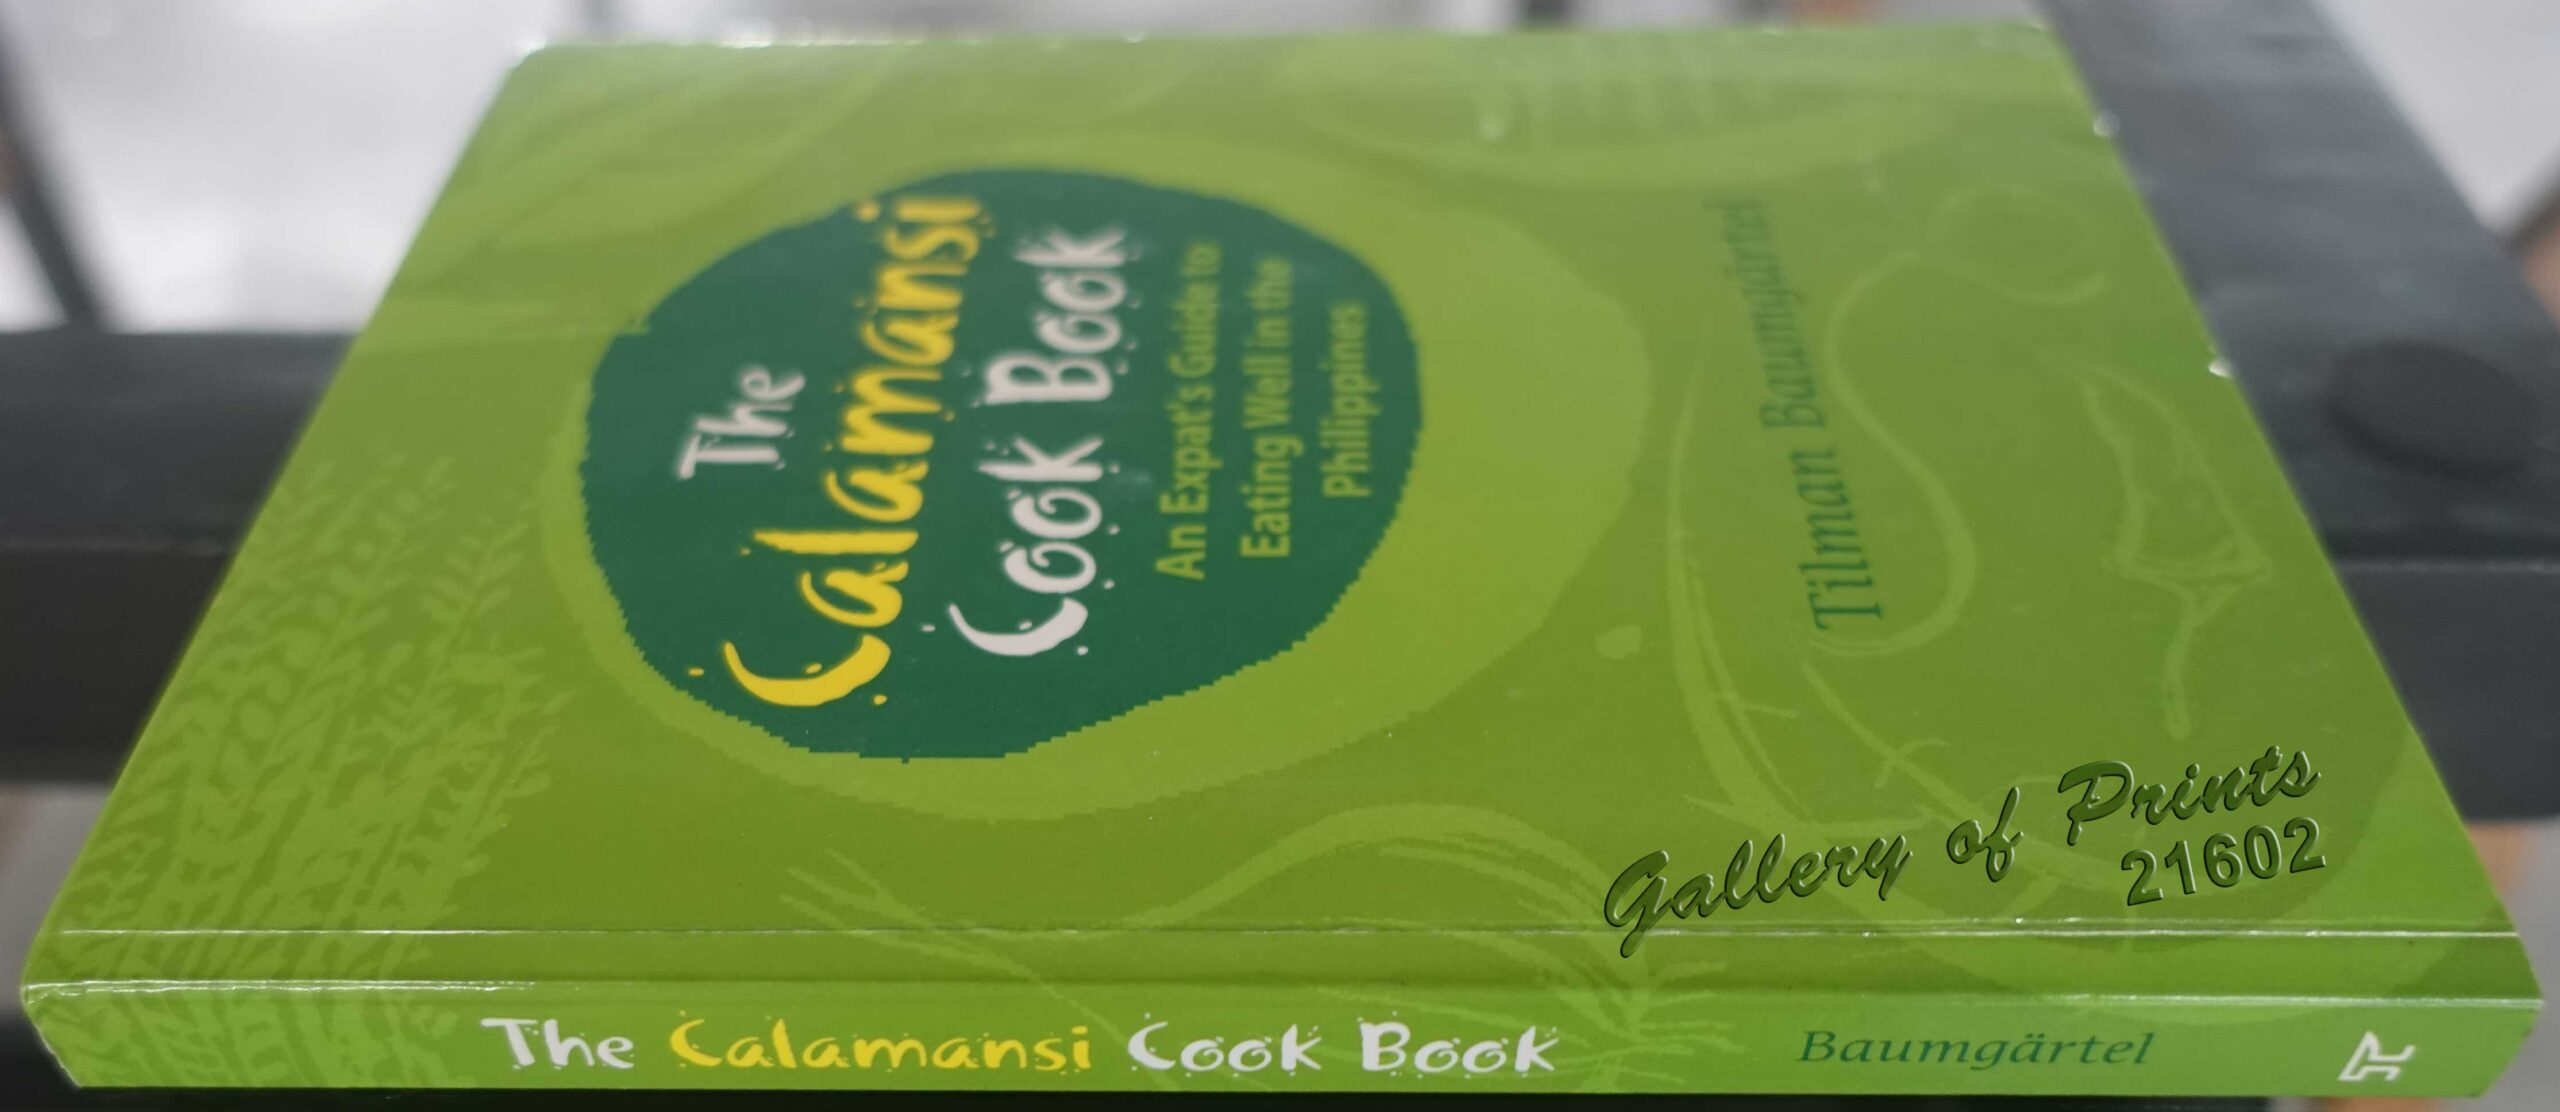 The
Calamansi
Cook Book
An Expat's Guide to
Eating Well in the
Philippines
Tilman Baumgärtel
Gallery of Prints
21602
The Calamansi Cook Book Baumgärtel